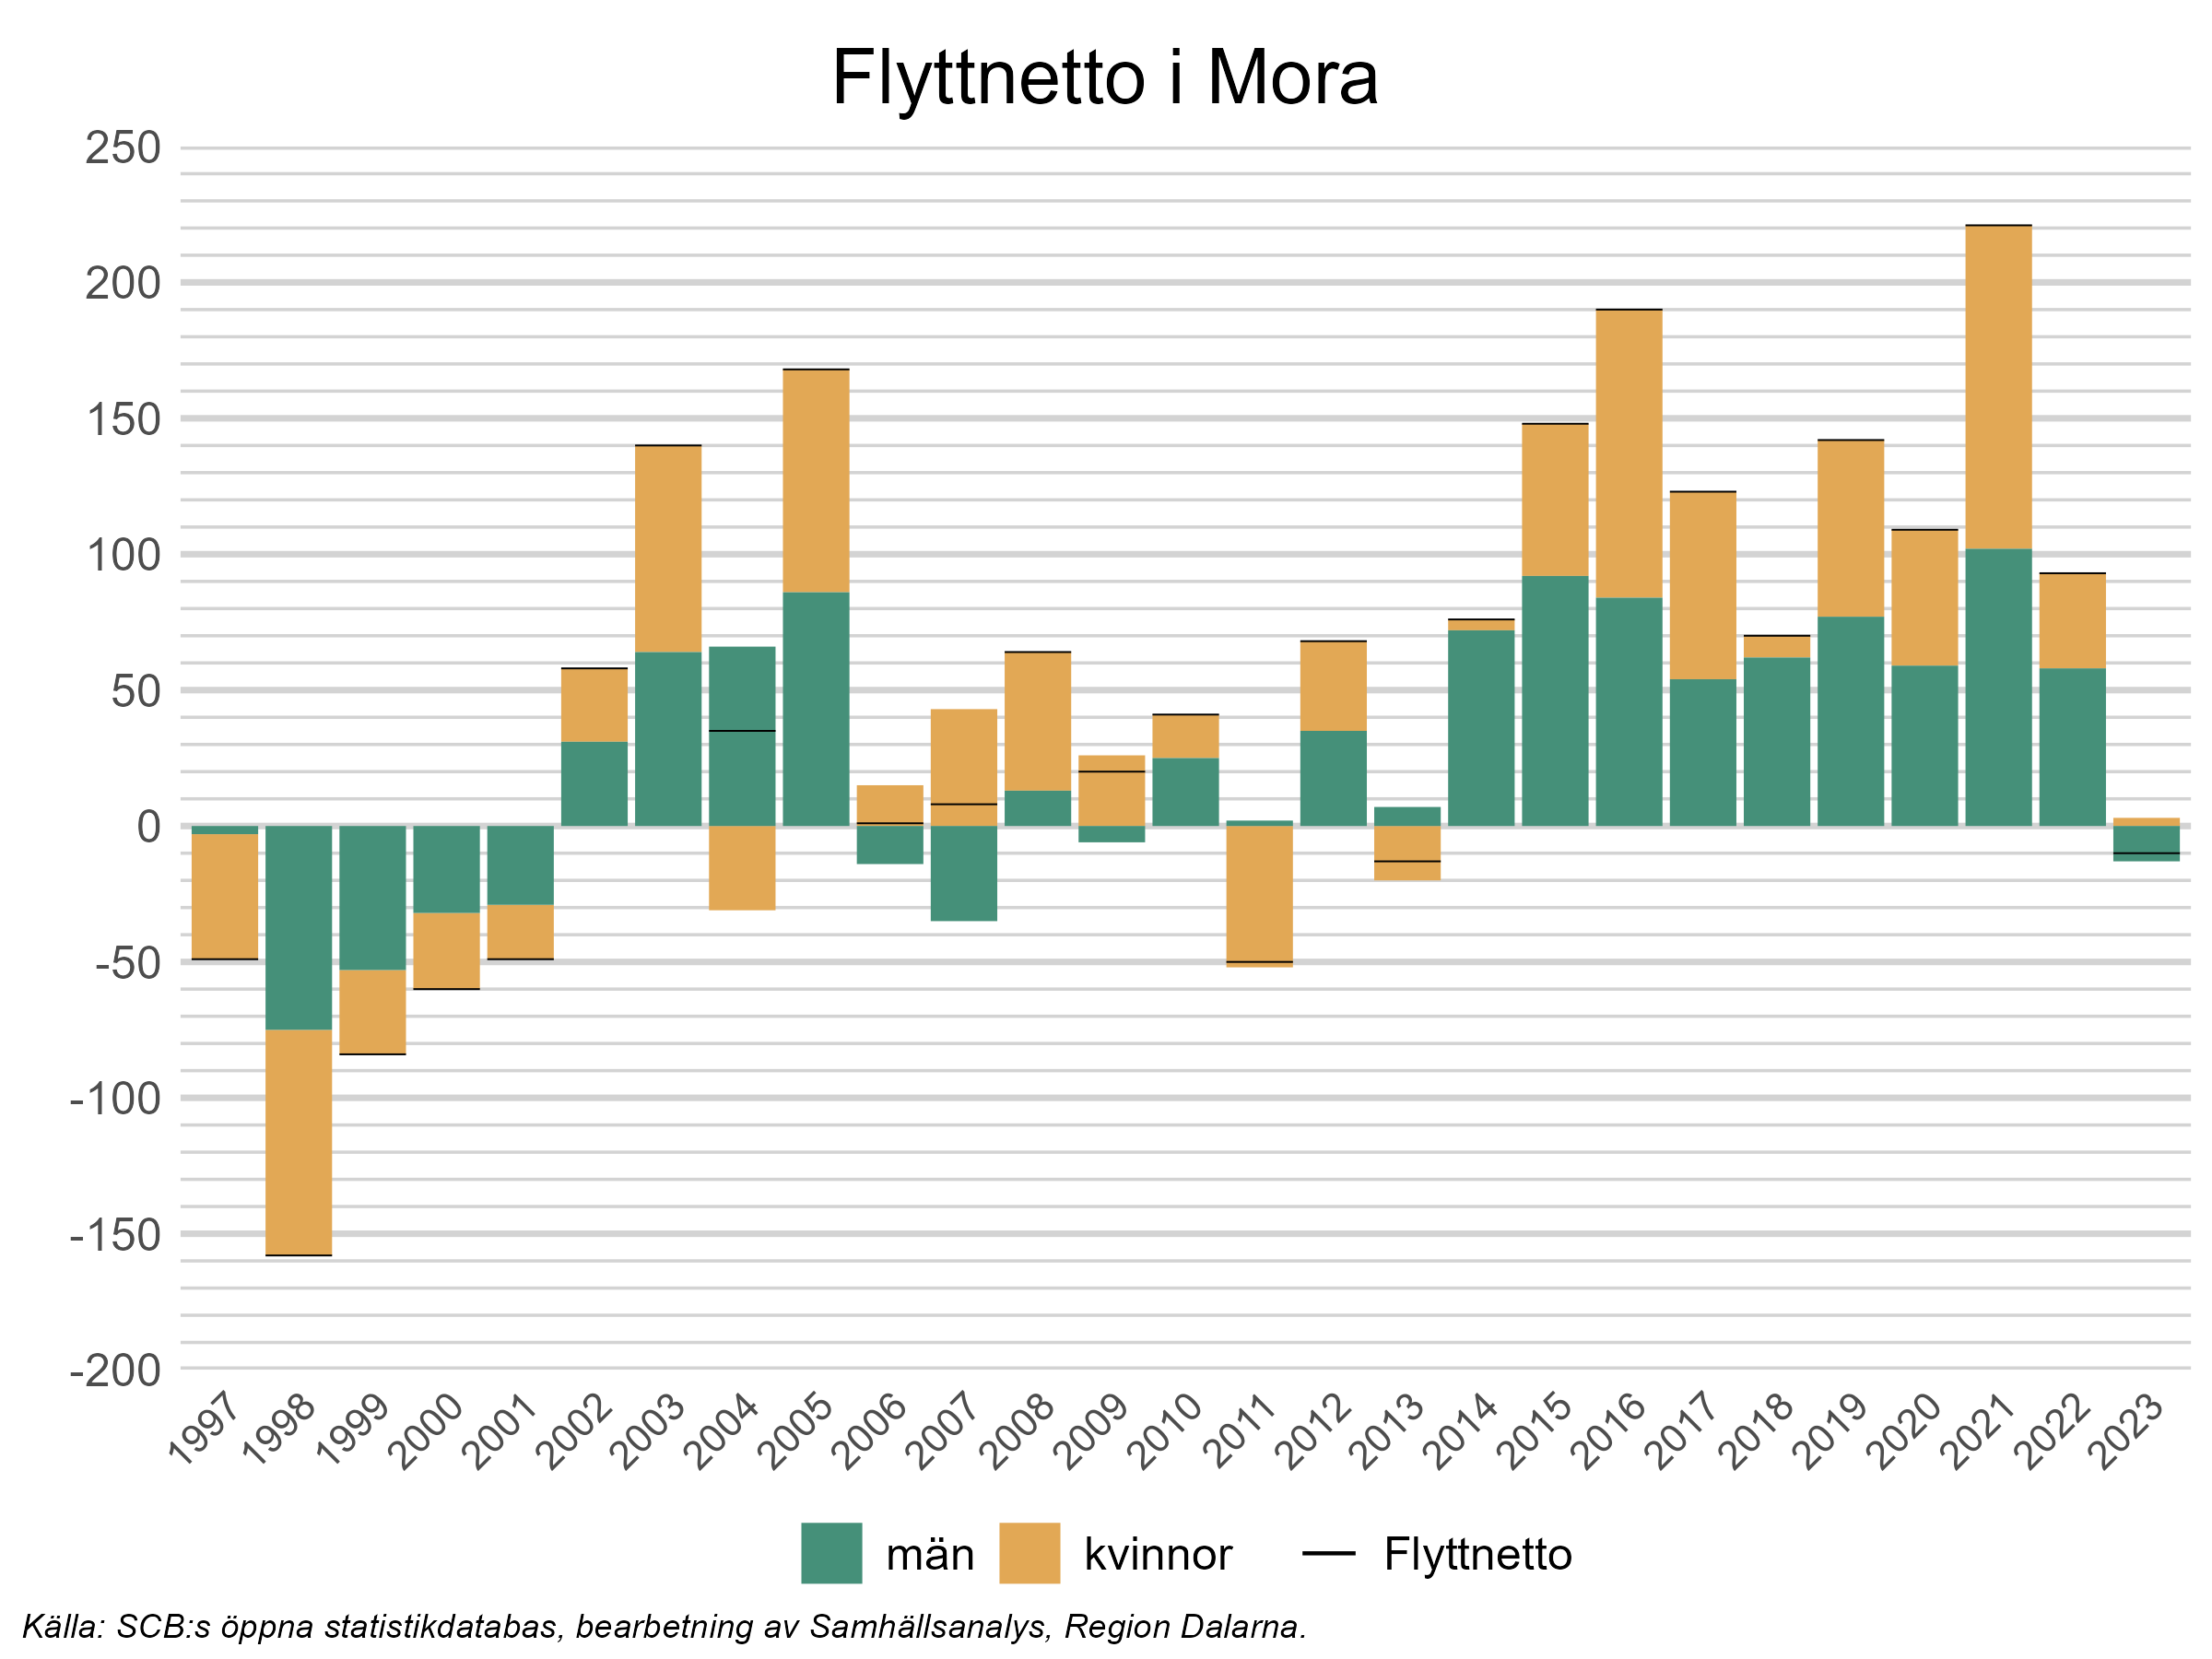 Flyttnetto i Mora
250
200
150
100
50
0
-50
-100
-150
-200
1997 1998 1999 2000 2001 2002 2003 2004 2005 2006 2007 2008 2009 2010 2011 2012 2013 2014 2015 2016 2017 2018 2019 2020 2021 2022 2023
män kvinnor Flyttnetto
Källa: SCB:s öppna statistikdatabas, bearbetning av Samhällsanalys, Region Dalarna.